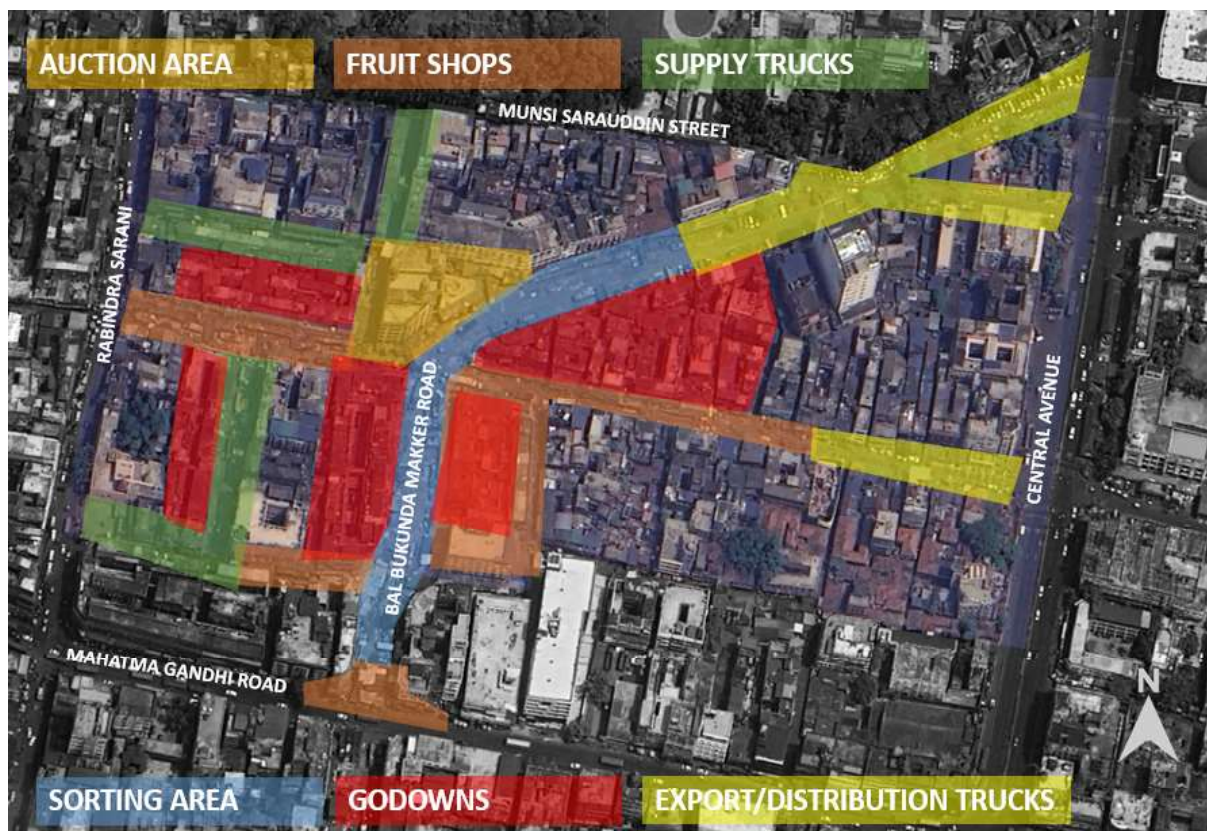 AUCTION AREA
FRUIT SHOPS
SUPPLY TRUCKS
MUNSI SARAUDDIN STREET
RABINDRA SARANI
BAL BUKUNDA MAKKER ROAD
CENTRAL AVENUE
MAHATMA GANDHI ROAD
N
SORTING AREA
GODOWNS
EXPORT/DISTRIBUTION TRUCKS